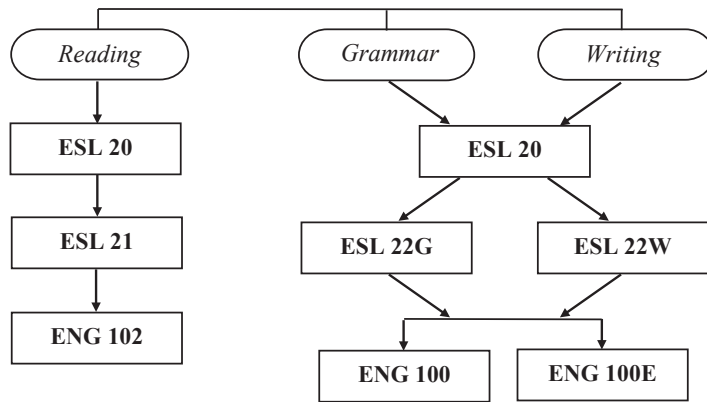 Reading
Grammar
Writing
ESL 20
ESL 20
ESL 21
ESL 22G
ESL 22W
ENG 102
ENG 100
ENG 100E